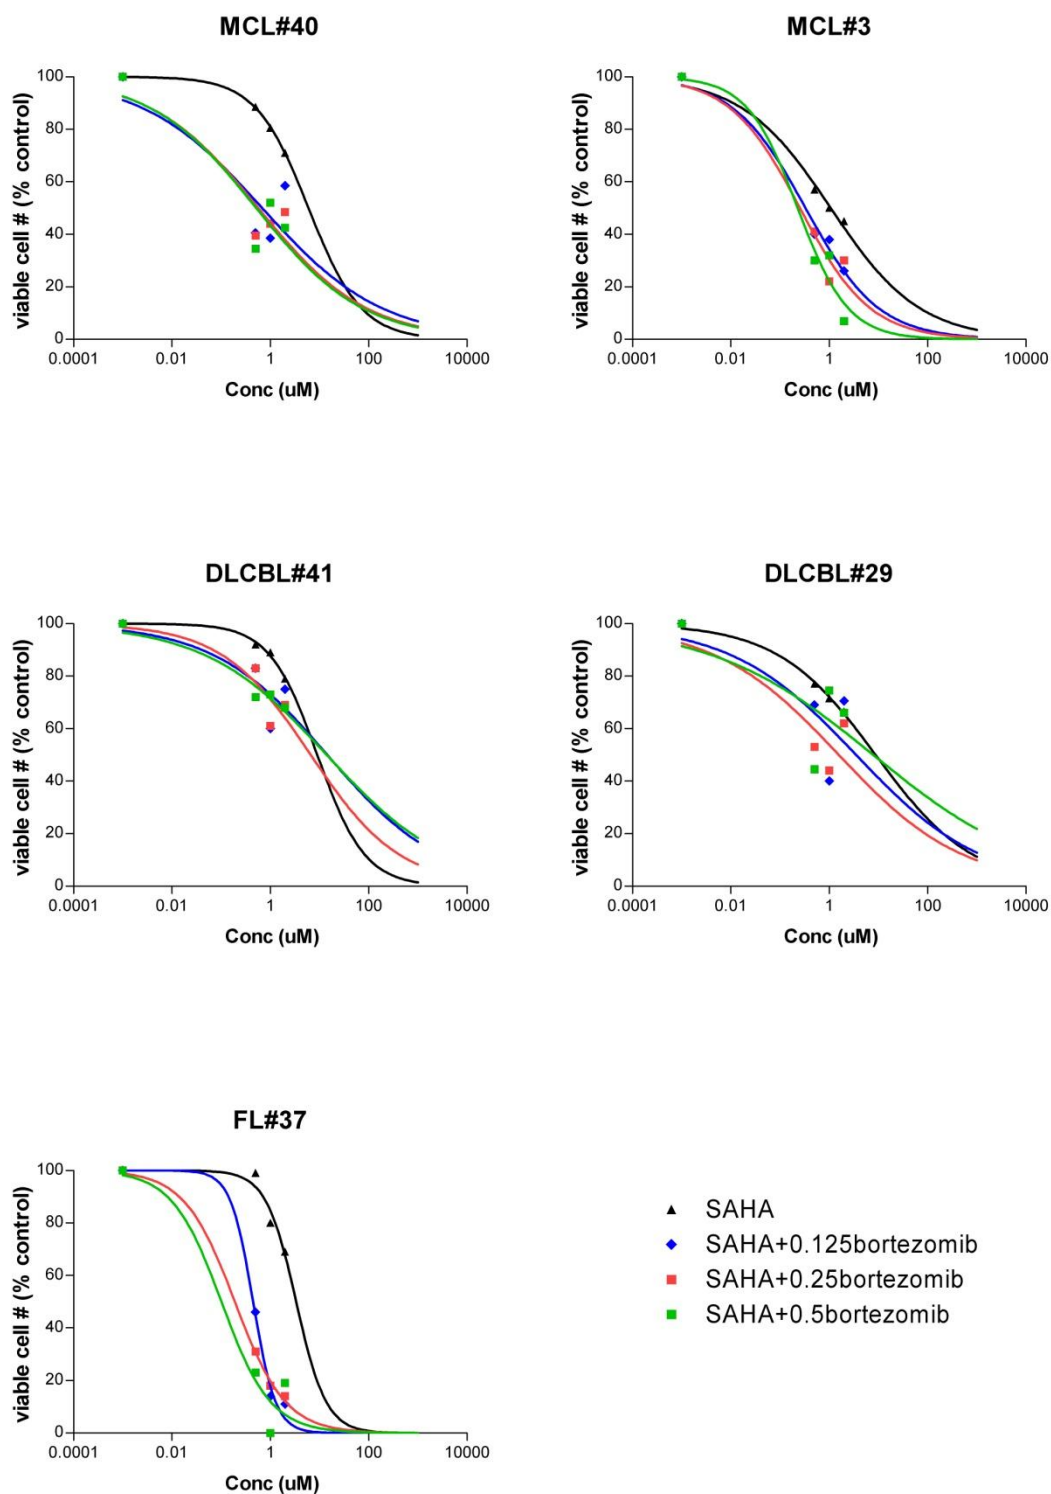 MCL#40
100
80
60
40
20
0
viable cell # (% control)
0.0001
0.01
1
100
10000
Conc (uM)
MCL#3
100
80
60
40
20
0
viable cell # (% control)
0.0001
0.01
1
100
10000
Conc (uM)
DLCBL#41
100
80
60
40
20
0
viable cell # (% control)
0.0001
0.01
1
100
10000
Conc (uM)
DLCBL#29
100
80
60
40
20
0
viable cell # (% control)
0.0001
0.01
1
100
10000
Conc (uM)
FL#37
100
80
60
40
20
0
viable cell # (% control)
0.0001
0.01
1
100
10000
Conc (uM)
SAHA
SAHA+0.125bortezomib
SAHA+0.25bortezomib
SAHA+0.5bortezomib